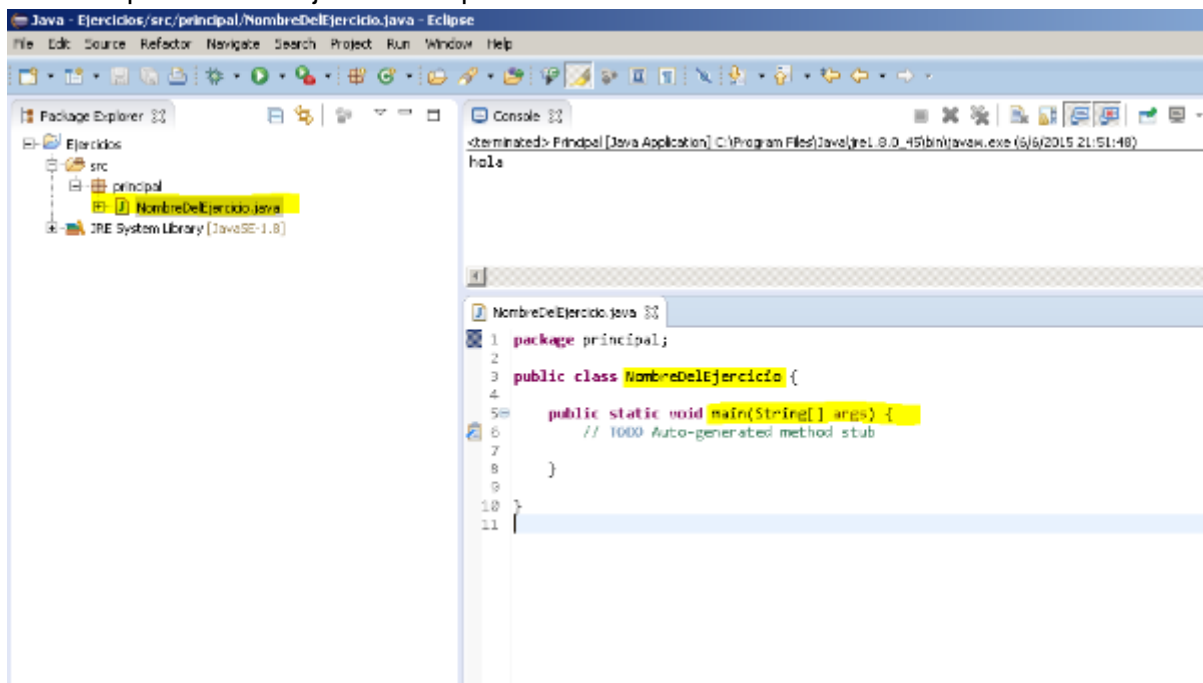 Java - Ejercicios/src/principal/NombreDelEjercicio.java - Eclipse
File Edit Source Refactor Navigate Search Project Run Window Help
Package Explorer
Ejercicios
src
principal
NombreDelEjercicio.java
JRE System Library [JavaSE-1.8]
Console
<terminated> Principal [Java Application] C:\Program Files\Java\jre1.8.0_45\bin\javaw.exe (6/6/2015 21:51:48)
hola
NombreDelEjercicio.java
1 package principal;
2
3 public class NombreDelEjercicio {
4
5 public static void main(String[] args) {
6 // TODO Auto-generated method stub
7
8 }
9
10 }
11